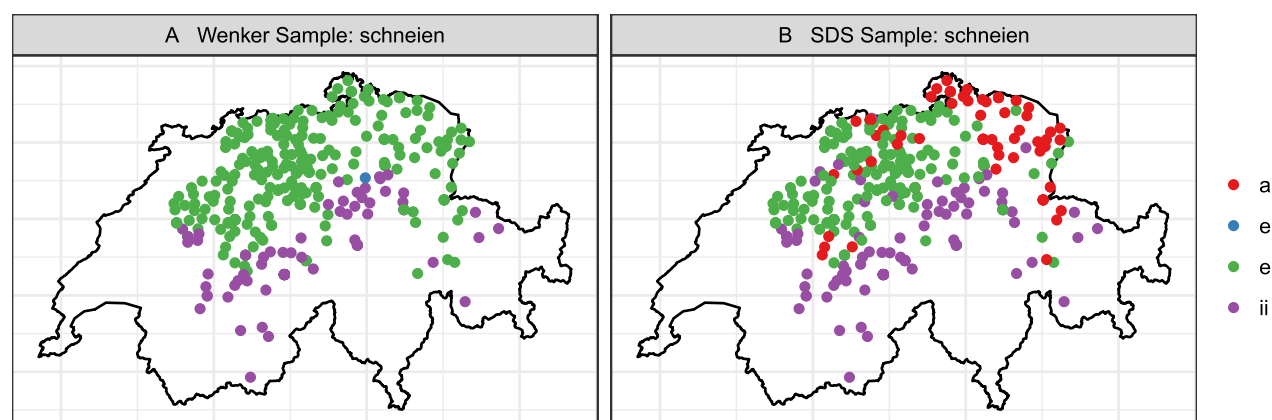 A Wenker Sample: schneien
B SDS Sample: schneien
a
e
e
ii